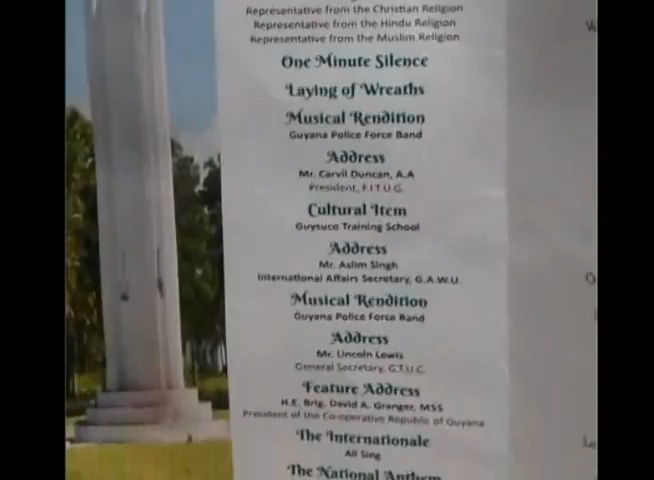 Representative from the Christian Religion
Representative from the Hindu Religion
Representative from the Muslim Religion
One Minute Silence
Laying of Wreaths
Musical Rendition
Guyana Police Force Band
Address
Mr. Carvil Duncan, A.A
President, F.I.T.U.G.
Cultural Item
Guysuco Training School
Address
Mr. Aslim Singh
International Affairs Secretary, G.A.W.U
Musical Rendition
Guyana Police Force Band
Address
Mr. Lincoln Lewis
General Secretary, G.T.U.C.
Feature Address
H.E. Brig. David A. Granger, MSS
President of the Co-operative Republic of Guyana
The Internationale
All Sing
The National Anthem